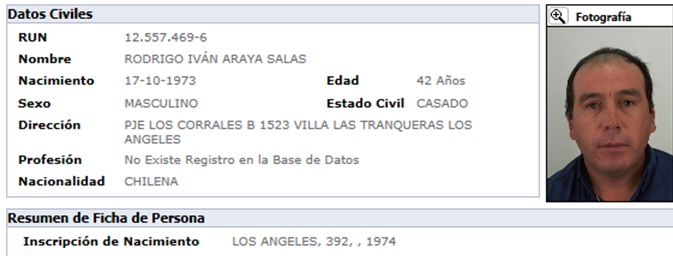 Datos Civiles
Fotografía
RUN 12.557.469-6
Nombre RODRIGO IVÁN ARAYA SALAS
Nacimiento 17-10-1973 Edad 42 Años
Sexo MASCULINO Estado Civil CASADO
Dirección PJE LOS CORRALES B 1523 VILLA LAS TRANQUERAS LOS
ANGELES
Profesión No Existe Registro en la Base de Datos
Nacionalidad CHILENA
Resumen de Ficha de Persona
Inscripción de Nacimiento LOS ANGELES, 392, , 1974